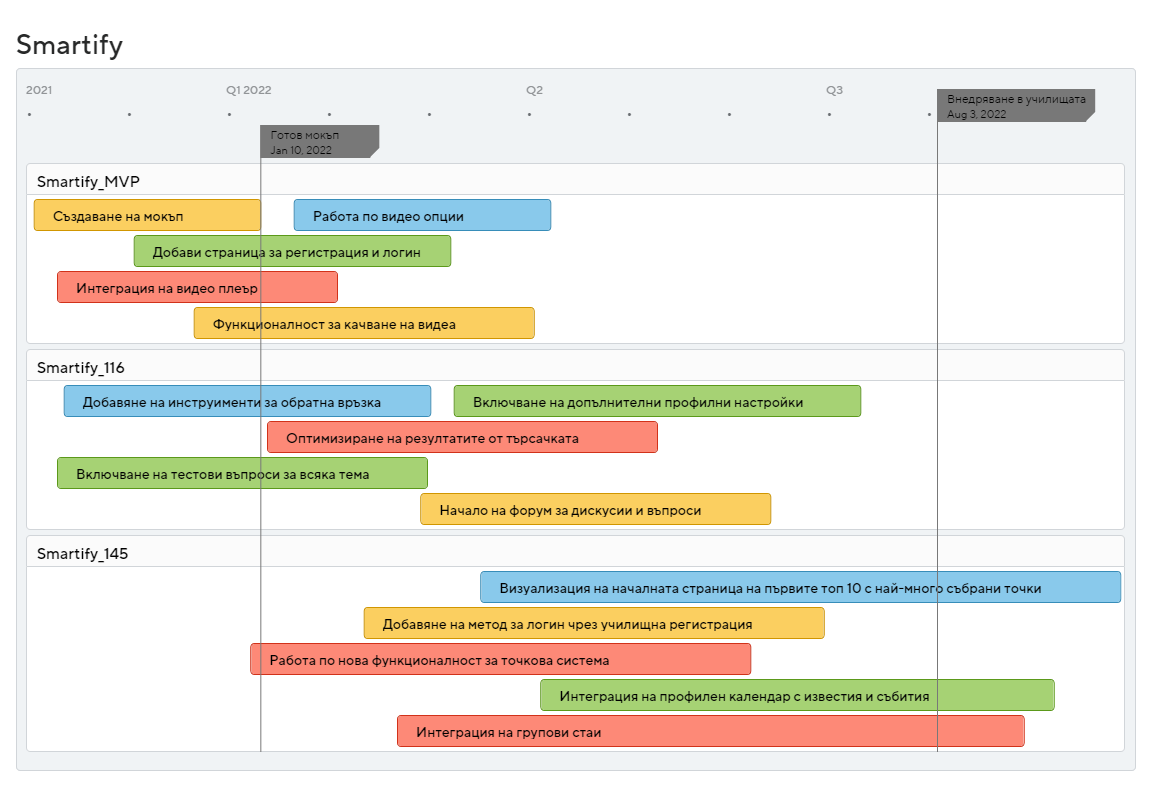 Smartify
2021 Q1 2022 Q2 Q3
Внедряване в училищата
Aug 3, 2022
Готов мокъп
Jan 10, 2022
Smartify_MVP
Създаване на мокъп
Работа по видео опции
Добави страница за регистрация и логин
Интеграция на видео плеър
Функционалност за качване на видеа
Smartify_116
Добавяне на инструименти за обратна връзка
Включване на допълнителни профилни настройки
Оптимизиране на резултатите от търсачката
Включване на тестови въпроси за всяка тема
Начало на форум за дискусии и въпроси
Smartify_145
Визуализация на началната страница на първите топ 10 с най-много събрани точки
Добавяне на метод за логин чрез училищна регистрация
Работа по нова функционалност за точкова система
Интеграция на профилен календар с известия и събития
Интеграция на групови стаи